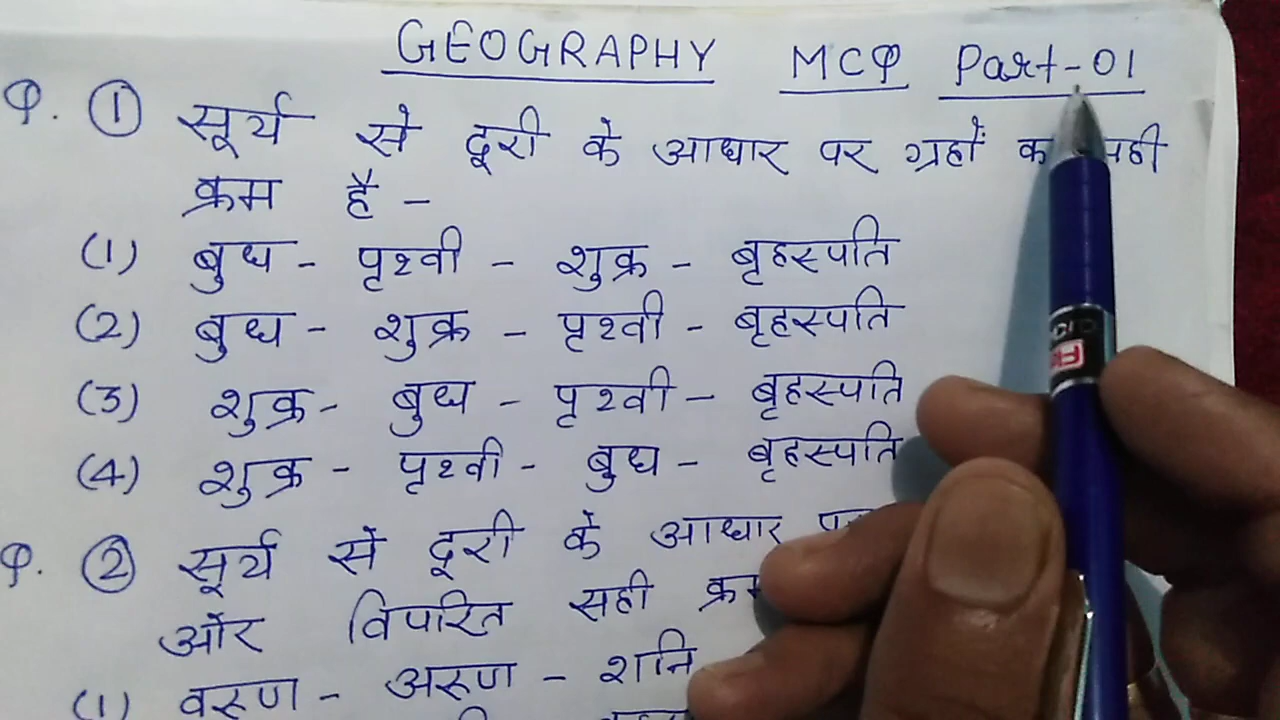 GEOGRAPHY MCQ Part-01
Q. ① सूर्य से दूरी के आधार पर ग्रहों का सही
क्रम है -
(1) बुध - पृथ्वी - शुक्र - बृहस्पति
(2) बुध - शुक्र - पृथ्वी - बृहस्पति
(3) शुक्र - बुध - पृथ्वी - बृहस्पति
(4) शुक्र - पृथ्वी - बुध - बृहस्पति
Q. ② सूर्य से दूरी के आधार
और विपरित सही
(1) वरुण - अरुण - शनि